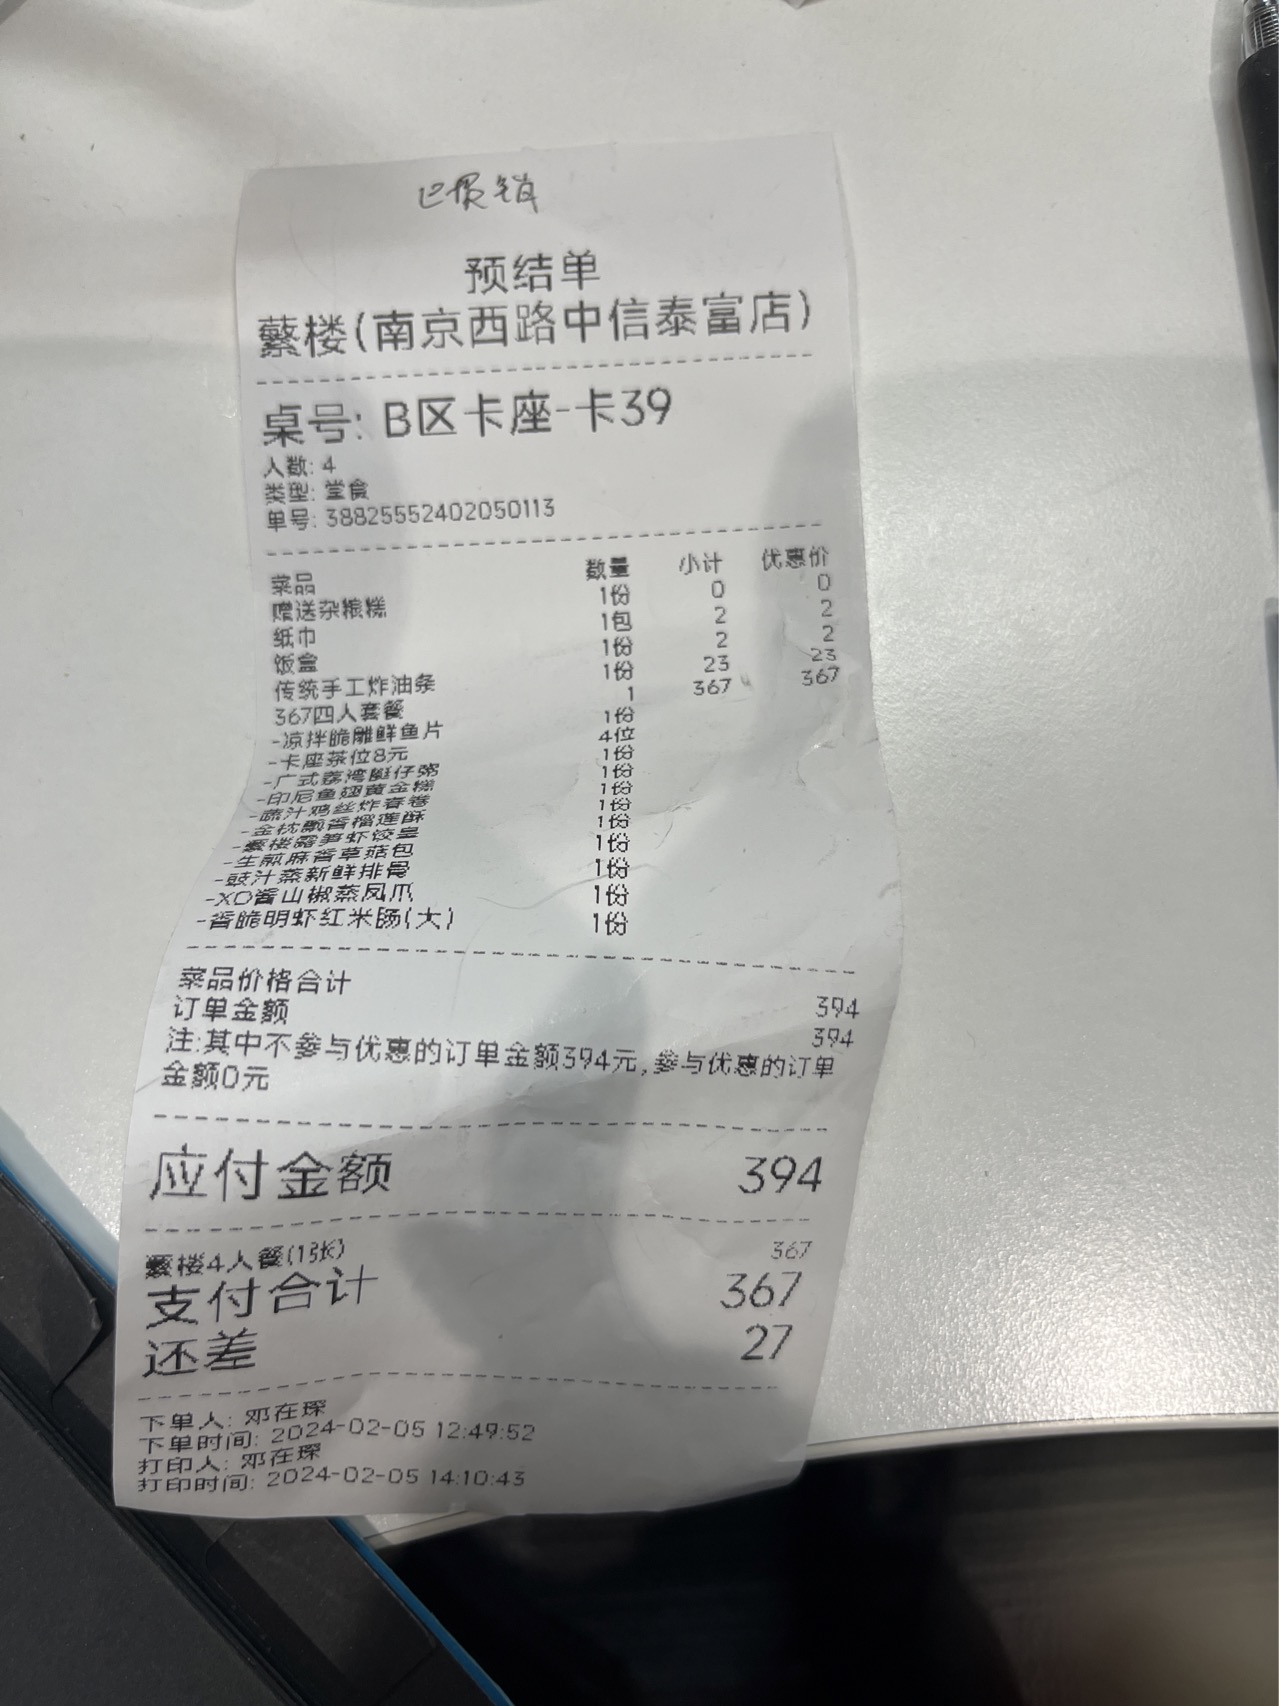 已报销
预结单
蘩楼(南京西路中信泰富店)
桌号: B区卡座-卡39
人数: 4
类型: 堂食
单号: 38825552402050113
菜品 数量 小计 优惠价
赠送杂粮糕 1份 0 0
纸巾 1包 2 2
饭盒 1份 2 2
传统手工炸油条 1份 23 23
367四人套餐 1 367 367
-凉拌脆雕鲜鱼片 1份
-卡座茶位8元 4位
-广式荔湾艇仔粥 1份
-印尼鱼翅黄金糕 1份
-蔬汁鸡丝炸春卷 1份
-金枕飘香榴莲酥 1份
-蘩楼露笋虾饺皇 1份
-生煎麻香草菇包 1份
-豉汁蒸新鲜排骨 1份
-XO酱山椒蒸凤爪 1份
-香脆明虾红米肠(大) 1份
菜品价格合计 394
订单金额 394
注:其中不参与优惠的订单金额394元,参与优惠的订单
金额0元
应付金额 394
蘩楼4人餐(1张) 367
支付合计 367
还差 27
下单人: 邓在琛
下单时间: 2024-02-05 12:49:52
打印人: 邓在琛
打印时间: 2024-02-05 14:10:43